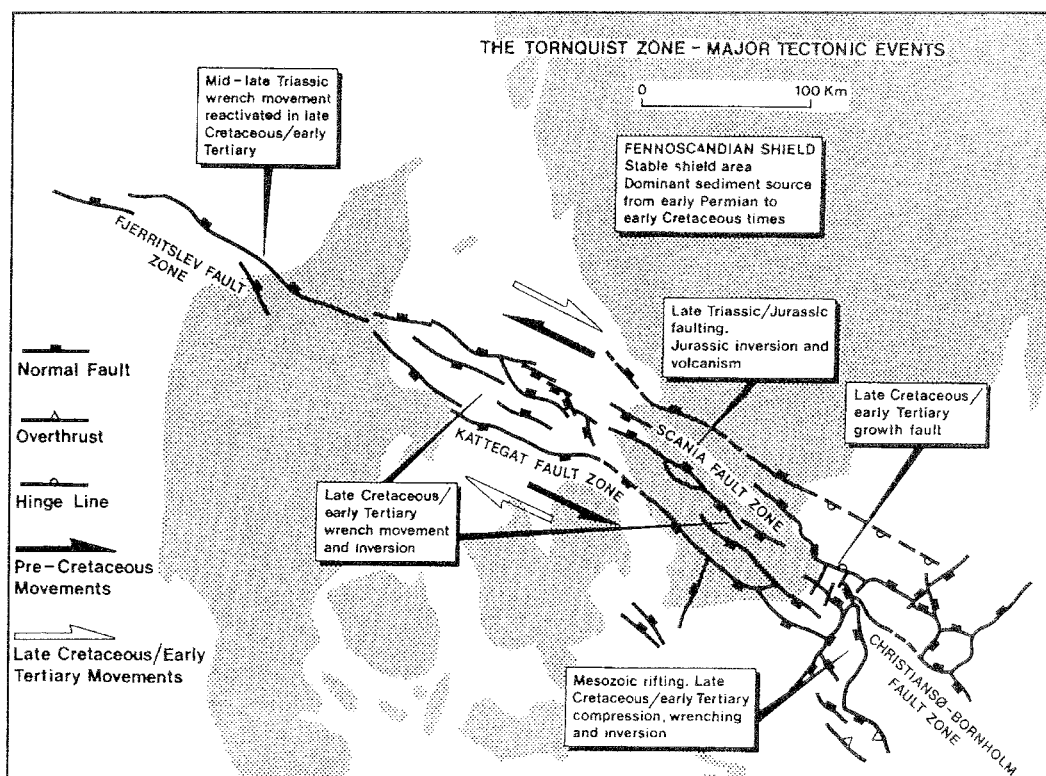 THE TORNQUIST ZONE - MAJOR TECTONIC EVENTS
0 100 Km
Mid-late Triassic
wrench movement
reactivated in late
Cretaceous/early
Tertiary
FENNOSCANDIAN SHIELD
Stable shield area
Dominant sediment source
from early Permian to
early Cretaceous times
FJERRITSLEV FAULT
ZONE
Late Triassic/Jurassic
faulting.
Jurassic inversion and
volcanism
Late Cretaceous/
early Tertiary
growth fault
SCANIA FAULT ZONE
KATTEGAT FAULT ZONE
Late Cretaceous/
early Tertiary
wrench movement
and inversion
Mesozoic rifting. Late
Cretaceous/early Tertiary
compression, wrenching
and inversion
CHRISTIANSØ-BORNHOLM
FAULT ZONE
Normal Fault
Overthrust
Hinge Line
Pre-Cretaceous
Movements
Late Cretaceous/Early
Tertiary Movements